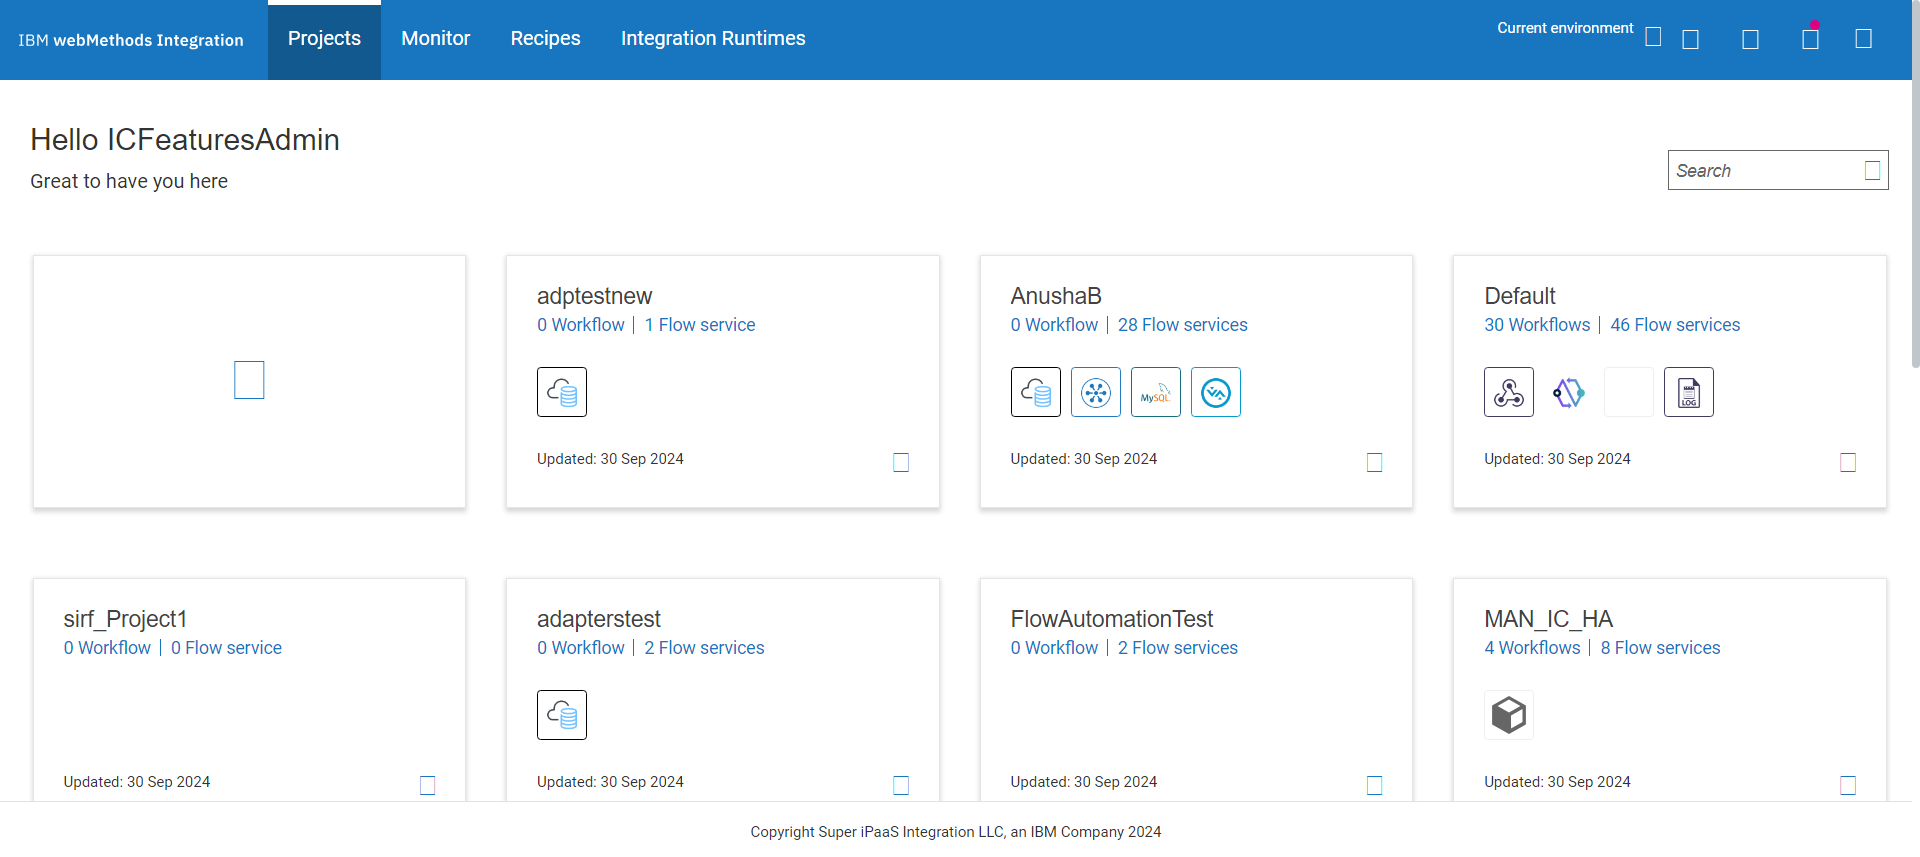 IBM webMethods Integration
Projects
Monitor
Recipes
Integration Runtimes
Current environment
Hello ICFeaturesAdmin
Great to have you here
Search
adptestnew
0 Workflow | 1 Flow service
Updated: 30 Sep 2024
AnushaB
0 Workflow | 28 Flow services
MySQL
Updated: 30 Sep 2024
Default
30 Workflows | 46 Flow services
LOG
Updated: 30 Sep 2024
sirf_Project1
0 Workflow | 0 Flow service
Updated: 30 Sep 2024
adapterstest
0 Workflow | 2 Flow services
Updated: 30 Sep 2024
FlowAutomationTest
0 Workflow | 2 Flow services
Updated: 30 Sep 2024
MAN_IC_HA
4 Workflows | 8 Flow services
Updated: 30 Sep 2024
Copyright Super iPaaS Integration LLC, an IBM Company 2024